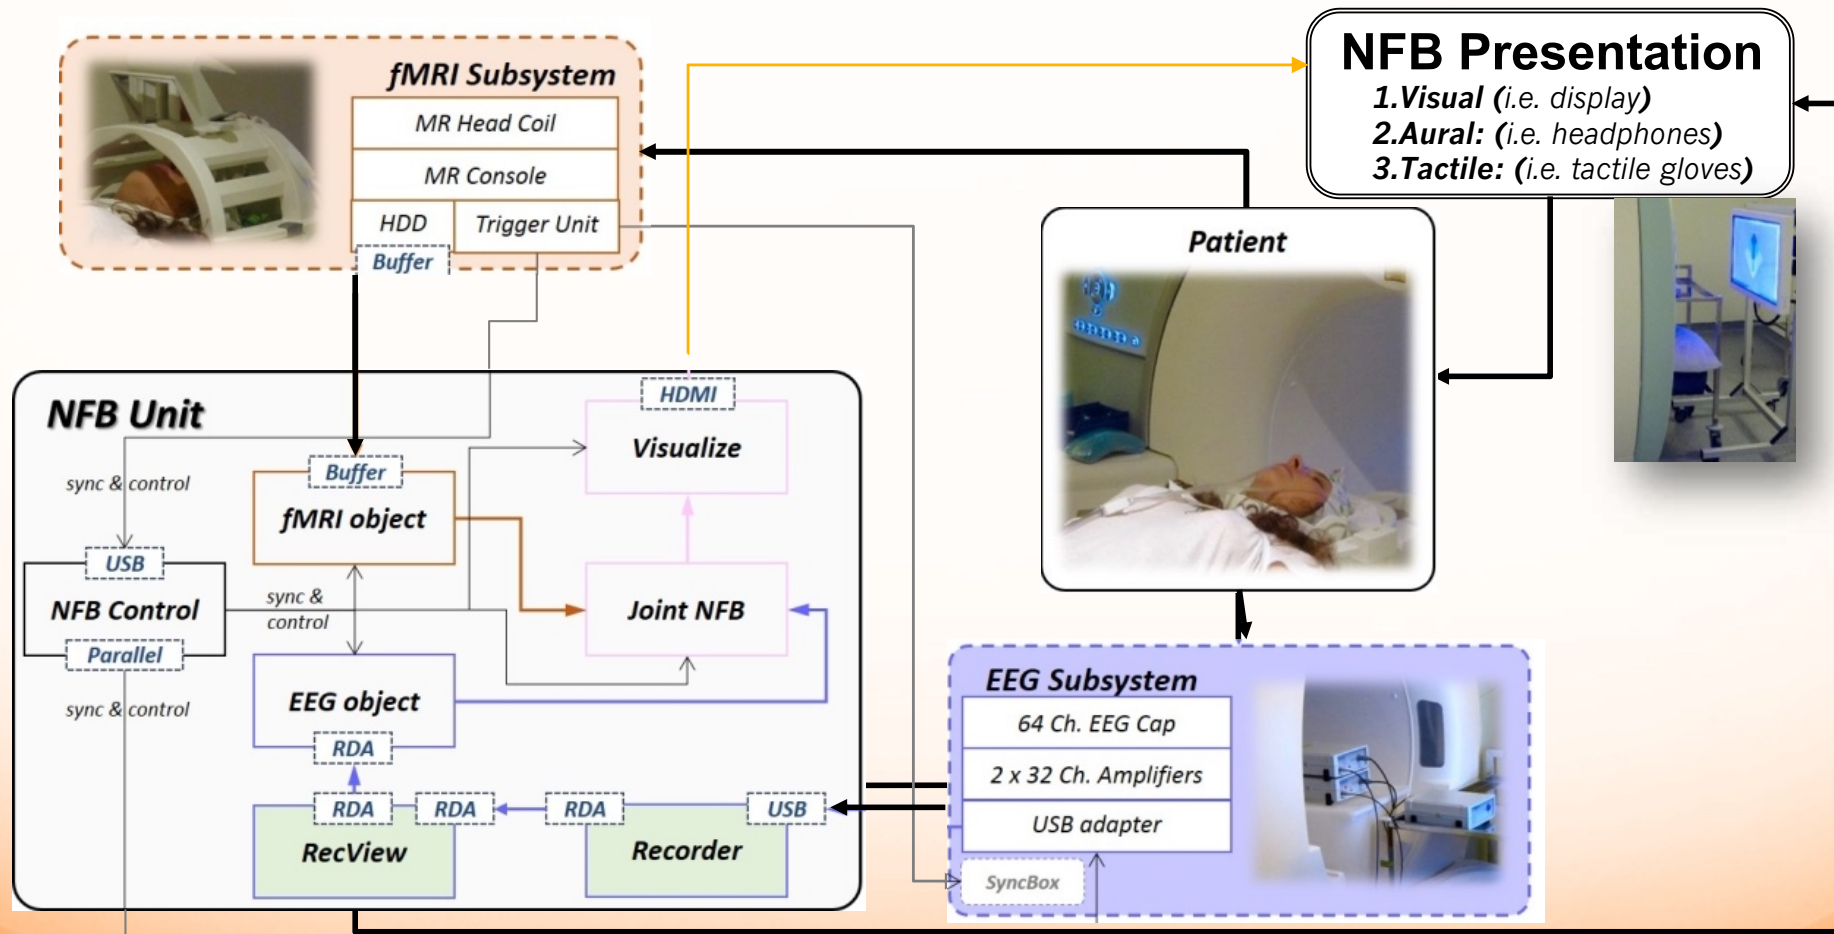 fMRI Subsystem
MR Head Coil
MR Console
HDD
Trigger Unit
Buffer
NFB Presentation
1.Visual (i.e. display)
2.Aural: (i.e. headphones)
3.Tactile: (i.e. tactile gloves)
Patient
NFB Unit
HDMI
Visualize
Buffer
fMRI object
sync & control
USB
NFB Control
Parallel
sync &
control
Joint NFB
sync & control
EEG object
RDA
RDA
RDA
RecView
RDA
USB
Recorder
EEG Subsystem
64 Ch. EEG Cap
2 x 32 Ch. Amplifiers
USB adapter
SyncBox